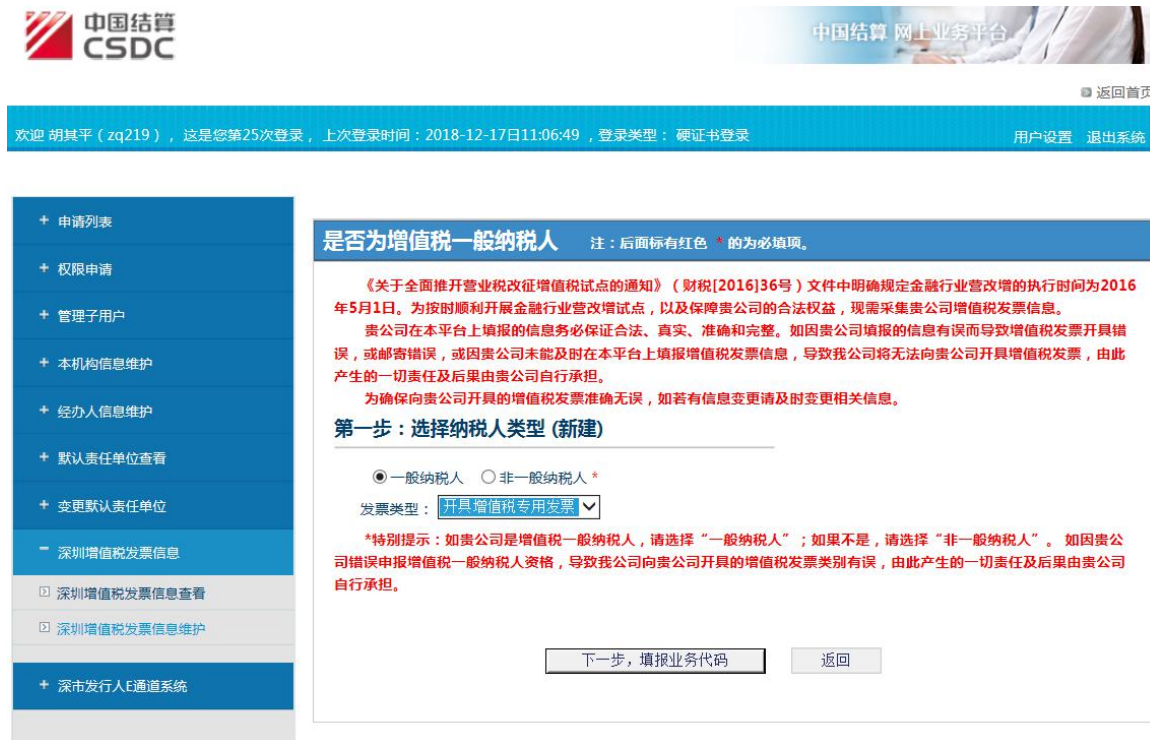 中国结算
CSDC
中国结算 网上业务平台
返回首页
欢迎 胡其平（zq219），这是您第25次登录，上次登录时间：2018-12-17日11:06:49 ，登录类型： 硬证书登录
用户设置 退出系统
+ 申请列表
+ 权限申请
+ 管理子用户
+ 本机构信息维护
+ 经办人信息维护
+ 默认责任单位查看
+ 变更默认责任单位
- 深圳增值税发票信息
深圳增值税发票信息查看
深圳增值税发票信息维护
+ 深市发行人E通道系统
是否为增值税一般纳税人 注：后面标有红色 * 的为必填项。
《关于全面推开营业税改征增值税试点的通知》（财税[2016]36号）文件中明确规定金融行业营改增的执行时间为2016
年5月1日。为按时顺利开展金融行业营改增试点，以及保障贵公司的合法权益，现需采集贵公司增值税发票信息。
贵公司在本平台上填报的信息务必保证合法、真实、准确和完整。如因贵公司填报的信息有误而导致增值税发票开具错
误，或邮寄错误，或因贵公司未能及时在本平台上填报增值税发票信息，导致我公司将无法向贵公司开具增值税发票，由此
产生的一切责任及后果由贵公司自行承担。
为确保向贵公司开具的增值税发票准确无误，如若有信息变更请及时变更相关信息。
第一步：选择纳税人类型 (新建)
一般纳税人 非一般纳税人 *
发票类型： 开具增值税专用发票
*特别提示：如贵公司是增值税一般纳税人，请选择“一般纳税人”；如果不是，请选择“非一般纳税人”。 如因贵公
司错误申报增值税一般纳税人资格，导致我公司向贵公司开具的增值税发票类别有误，由此产生的一切责任及后果由贵公司
自行承担。
下一步，填报业务代码 返回